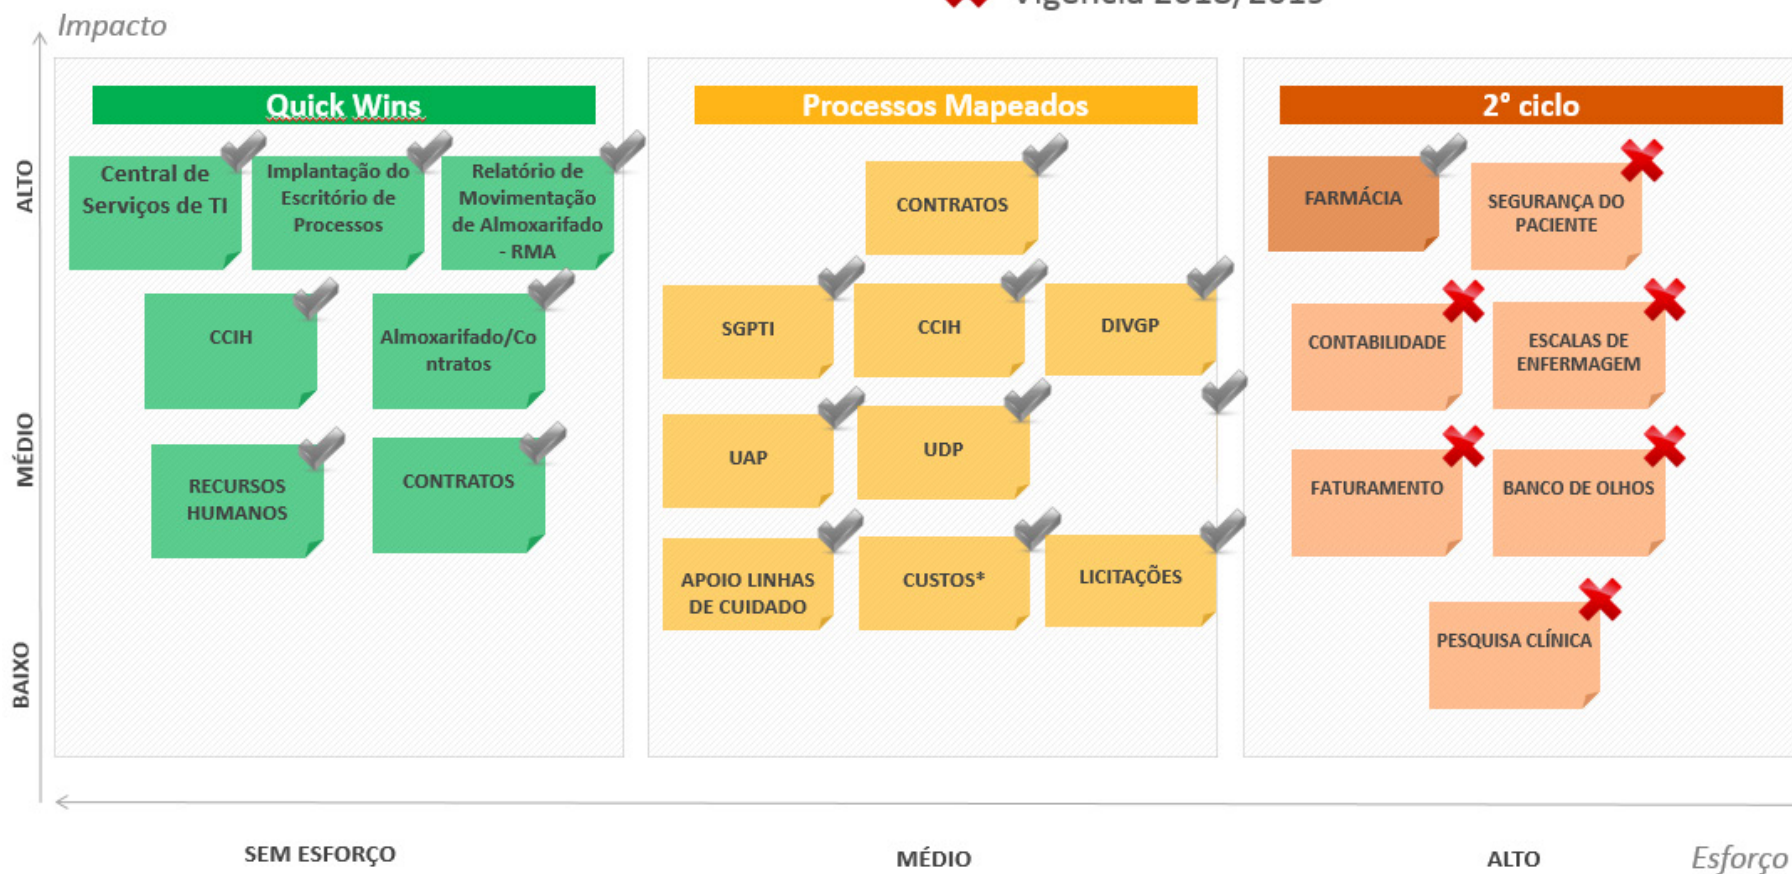 Vigência 2018/2019
Impacto
Quick Wins
Processos Mapeados
2° ciclo
ALTO
Central de
Serviços de TI
Implantação do
Escritório de
Processos
Relatório de
Movimentação
de Almoxarifado
- RMA
CONTRATOS
FARMÁCIA
SEGURANÇA DO
PACIENTE
CCIH
Almoxarifado/Co
ntratos
SGPTI
CCIH
DIVGP
CONTABILIDADE
ESCALAS DE
ENFERMAGEM
MÉDIO
RECURSOS
HUMANOS
CONTRATOS
UAP
UDP
FATURAMENTO
BANCO DE OLHOS
APOIO LINHAS
DE CUIDADO
CUSTOS*
LICITAÇÕES
PESQUISA CLÍNICA
BAIXO
SEM ESFORÇO
MÉDIO
ALTO
Esforço